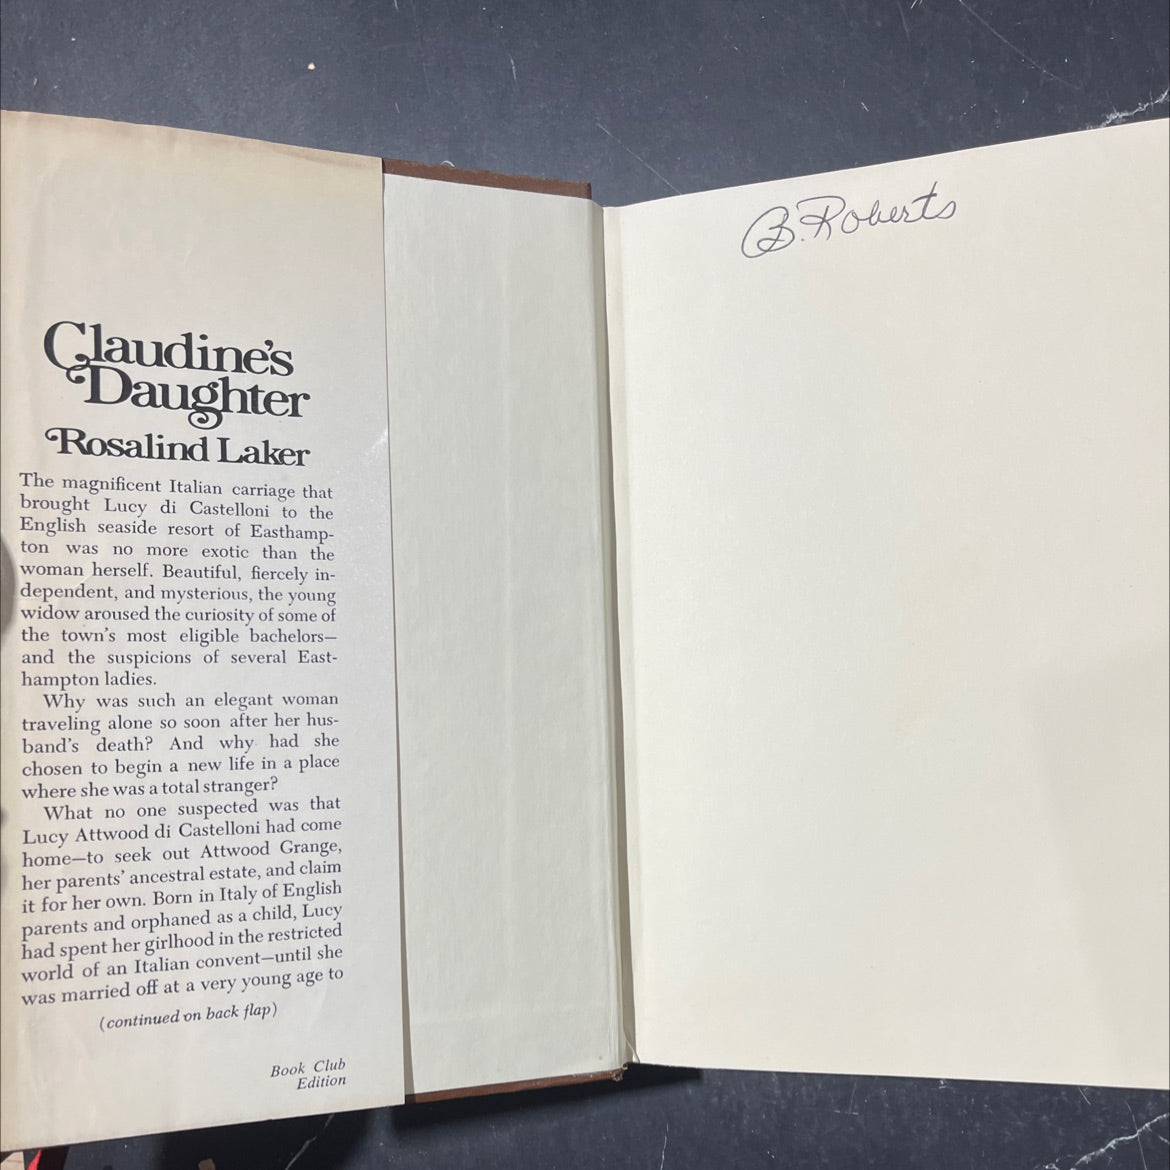 Claudine's
Daughter
Rosalind Laker
The magnificent Italian carriage that
brought Lucy di Castelloni to the
English seaside resort of Easthamp-
ton was no more exotic than the
woman herself. Beautiful, fiercely in-
dependent, and mysterious, the young
widow aroused the curiosity of some of
the town's most eligible bachelors—
and the suspicions of several East-
hampton ladies.
Why was such an elegant woman
traveling alone so soon after her hus-
band's death? And why had she
chosen to begin a new life in a place
where she was a total stranger?
What no one suspected was that
Lucy Attwood di Castelloni had come
home—to seek out Attwood Grange,
her parents' ancestral estate, and claim
it for her own. Born in Italy of English
parents and orphaned as a child, Lucy
had spent her girlhood in the restricted
world of an Italian convent—until she
was married off at a very young age to
(continued on back flap)
Book Club
Edition
B. Roberts